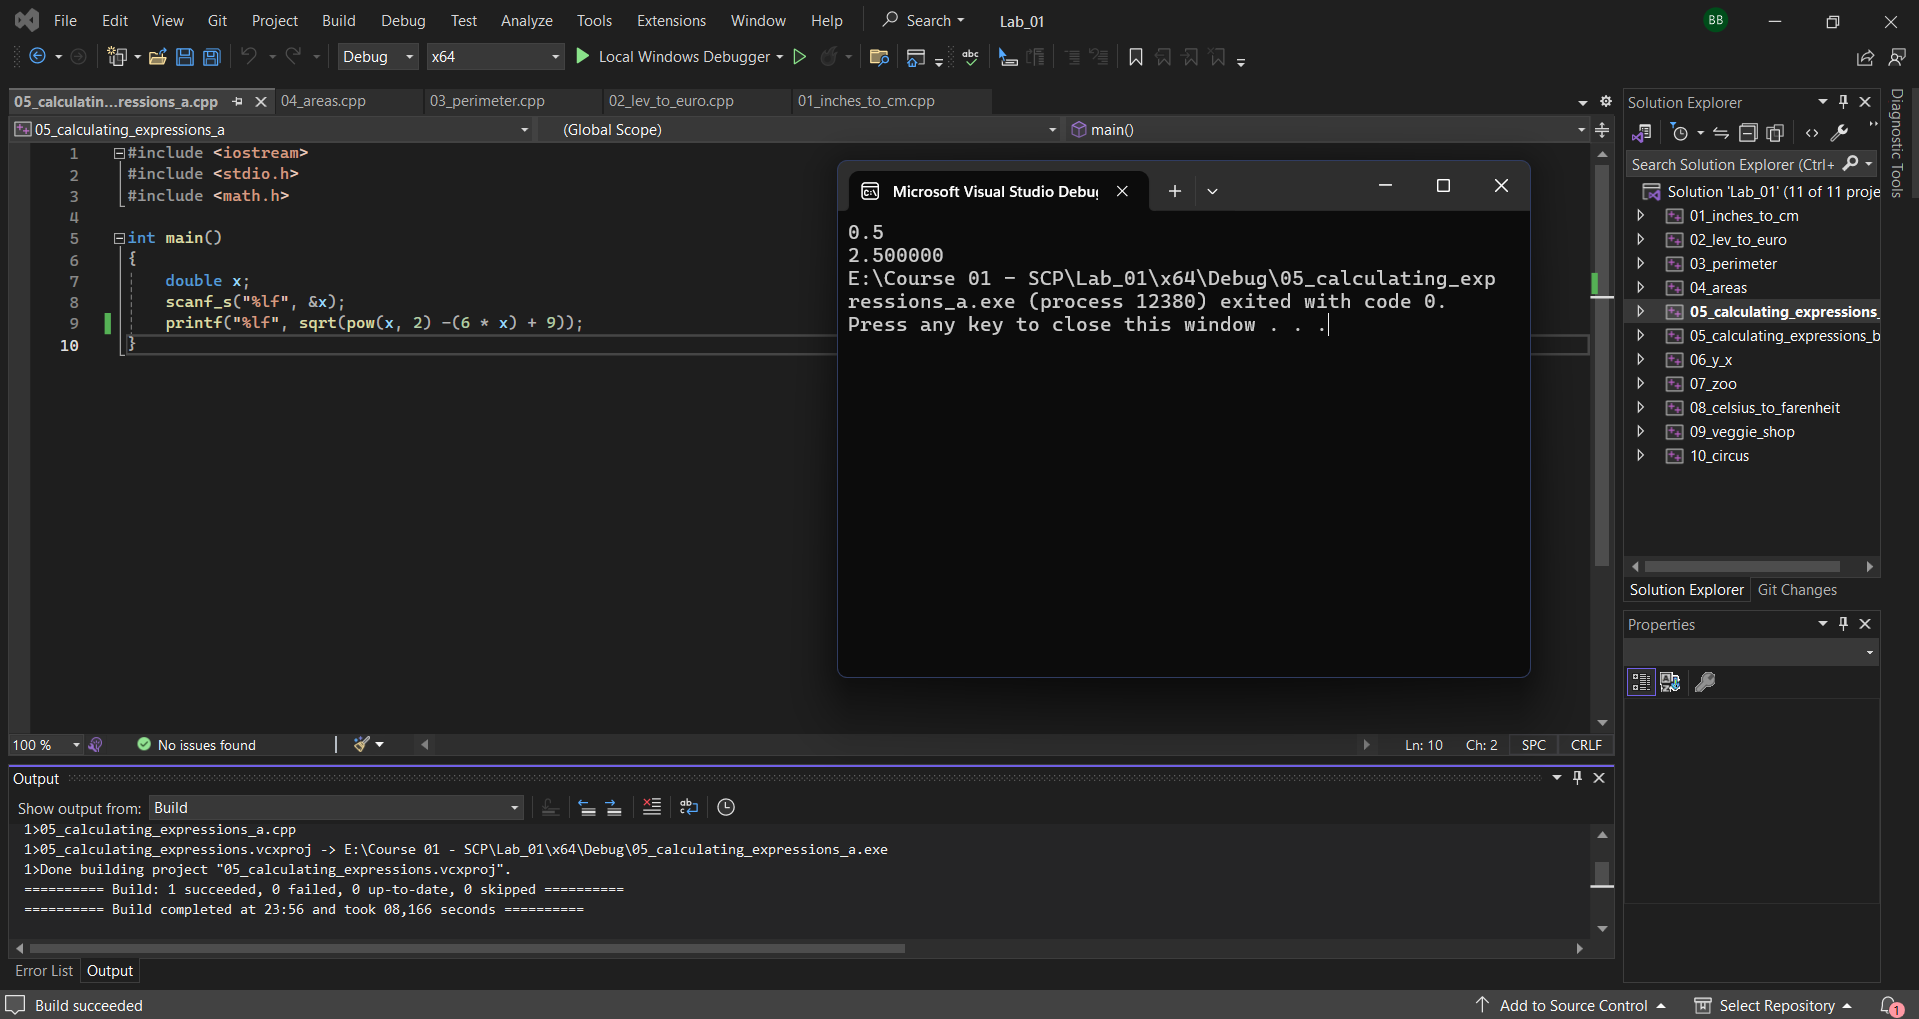 File Edit View Git Project Build Debug Test Analyze Tools Extensions Window Help Search Lab_01 BB
Debug x64 Local Windows Debugger
05_calculatin...ressions_a.cpp 04_areas.cpp 03_perimeter.cpp 02_lev_to_euro.cpp 01_inches_to_cm.cpp
05_calculating_expressions_a (Global Scope) main()
1 #include <iostream>
2 #include <stdio.h>
3 #include <math.h>
4
5 int main()
6 {
7 double x;
8 scanf_s("%lf", &x);
9 printf("%lf", sqrt(pow(x, 2) -(6 * x) + 9));
10 }
Microsoft Visual Studio Debug
0.5
2.500000
E:\Course 01 - SCP\Lab_01\x64\Debug\05_calculating_exp
ressions_a.exe (process 12380) exited with code 0.
Press any key to close this window . . .
Solution Explorer
Search Solution Explorer (Ctrl+
Solution 'Lab_01' (11 of 11 proje
01_inches_to_cm
02_lev_to_euro
03_perimeter
04_areas
05_calculating_expressions_
05_calculating_expressions_b
06_y_x
07_zoo
08_celsius_to_farenheit
09_veggie_shop
10_circus
Solution Explorer Git Changes
Properties
Diagnostic Tools
100 % No issues found Ln: 10 Ch: 2 SPC CRLF
Output
Show output from: Build
1>05_calculating_expressions_a.cpp
1>05_calculating_expressions.vcxproj -> E:\Course 01 - SCP\Lab_01\x64\Debug\05_calculating_expressions_a.exe
1>Done building project "05_calculating_expressions.vcxproj".
========== Build: 1 succeeded, 0 failed, 0 up-to-date, 0 skipped ==========
========== Build completed at 23:56 and took 08,166 seconds ==========
Error List Output
Build succeeded Add to Source Control Select Repository 1